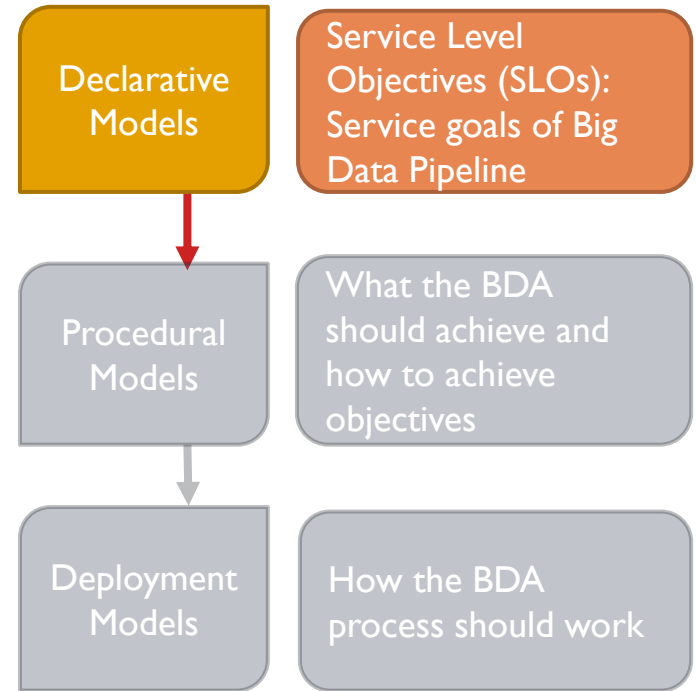 Declarative
Models
Service Level
Objectives (SLOs):
Service goals of Big
Data Pipeline
Procedural
Models
What the BDA
should achieve and
how to achieve
objectives
Deployment
Models
How the BDA
process should work